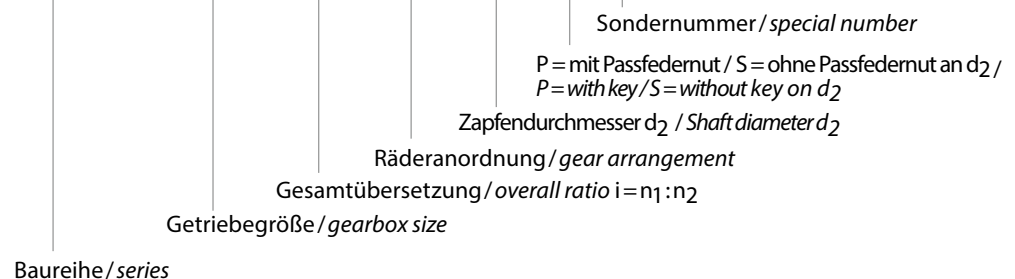 Sondernummer/special number
P=mit Passfedernut/S=ohne Passfedernut an d₂/
P=with key/S=without key on d₂
Zapfendurchmesser d₂ /Shaft diameter d₂
Räderanordnung/gear arrangement
Gesamtübersetzung/overall ratio i=n₁:n₂
Getriebegröße/gearbox size
Baureihe/series